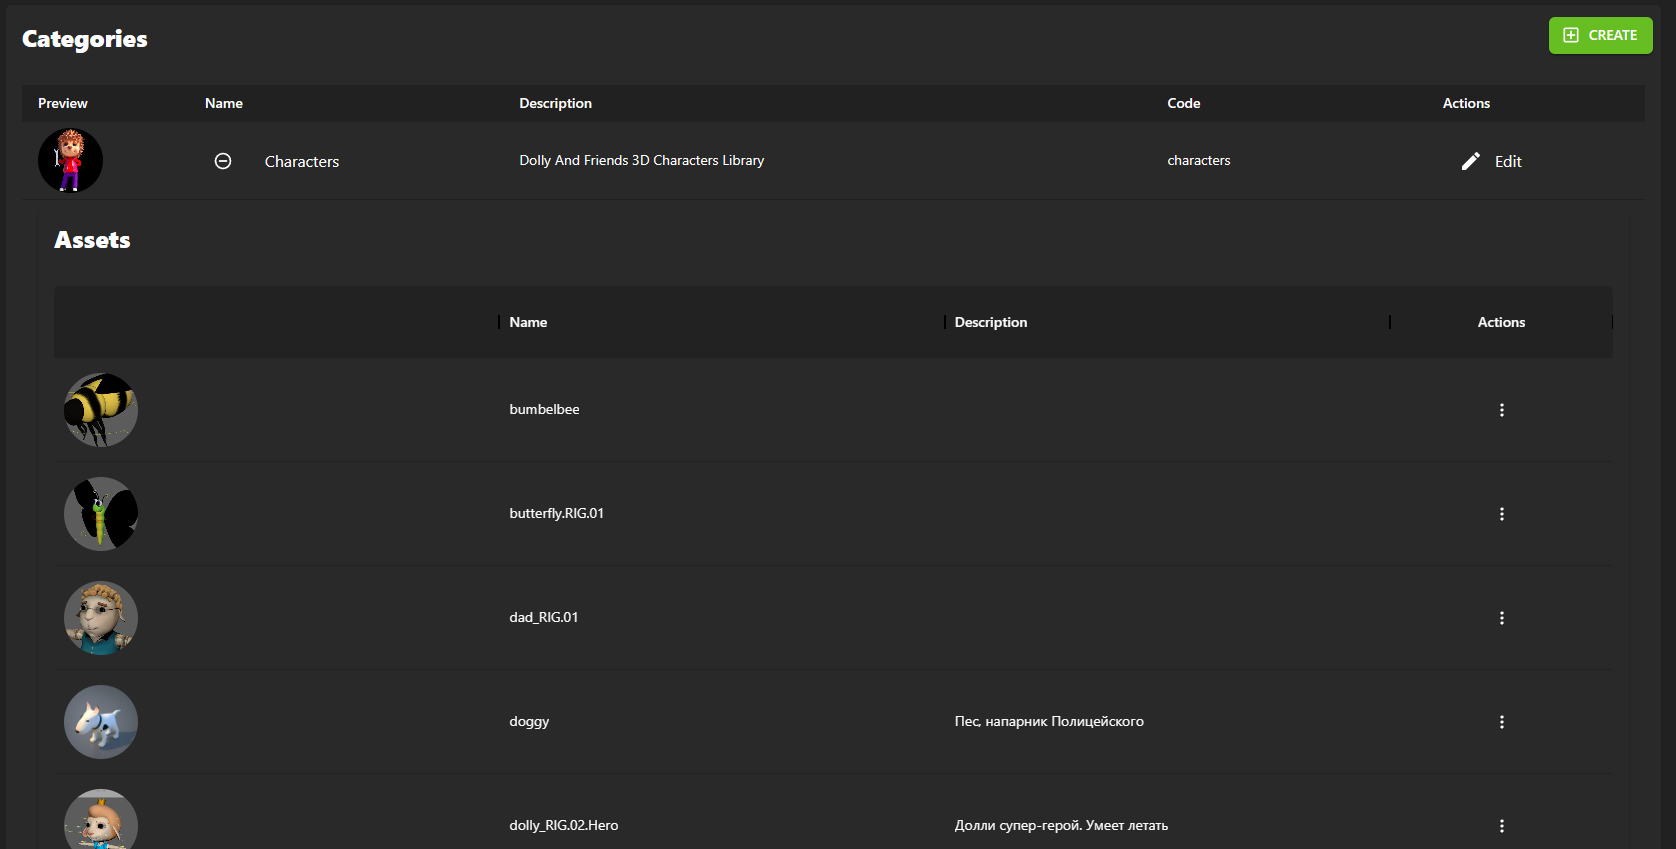 Categories
CREATE
Preview Name Description Code Actions
Characters Dolly And Friends 3D Characters Library characters Edit
Assets
Name Description Actions
bumbelbee
butterfly.RIG.01
dad_RIG.01
doggy Пес, напарник Полицейского
dolly_RIG.02.Hero Долли супер-герой. Умеет летать